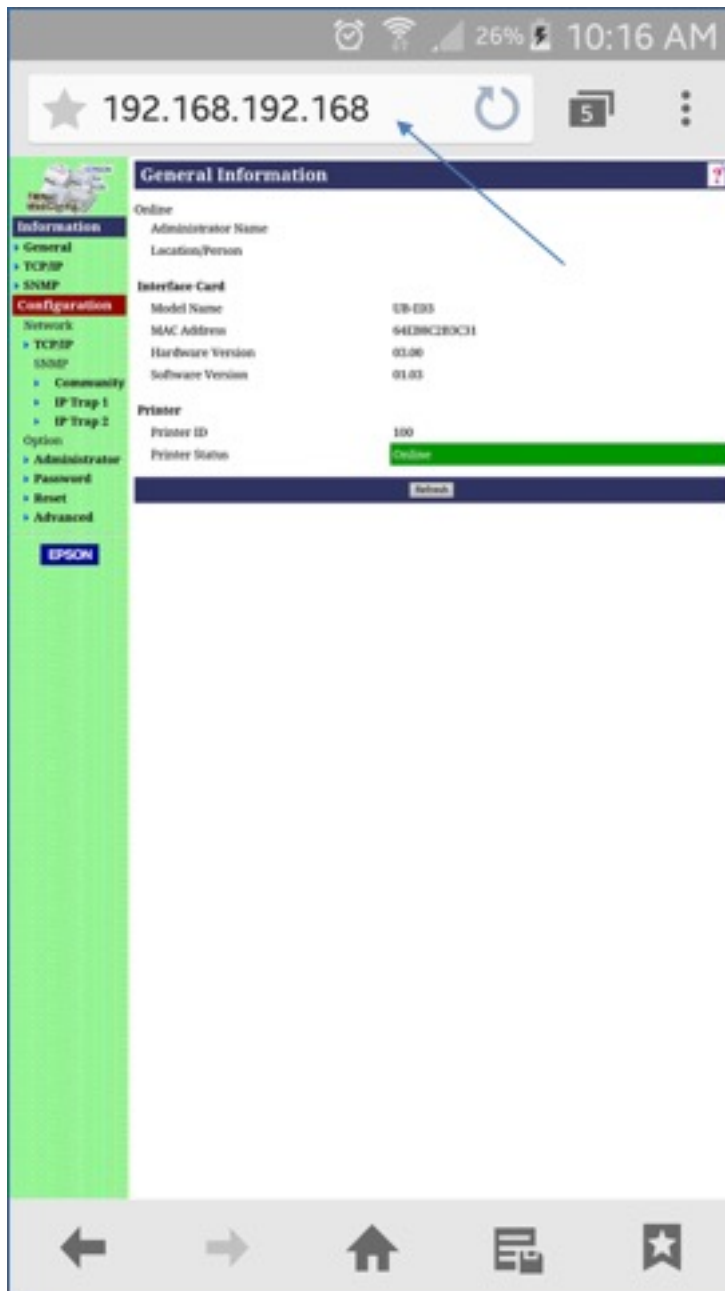 26% 10:16 AM
192.168.192.168
5
General Information
?
Online
Administrator Name
Location/Person
Interface Card
Model Name
MAC Address
Hardware Version 03.00
Software Version 01.03
Printer
Printer ID 100
Printer Status Online
Refresh
Information
General
TCP/IP
SNMP
Configuration
Network
TCP/IP
SNMP
Community
IP Trap 1
IP Trap 2
Option
Administrator
Password
Reset
Advanced
EPSON